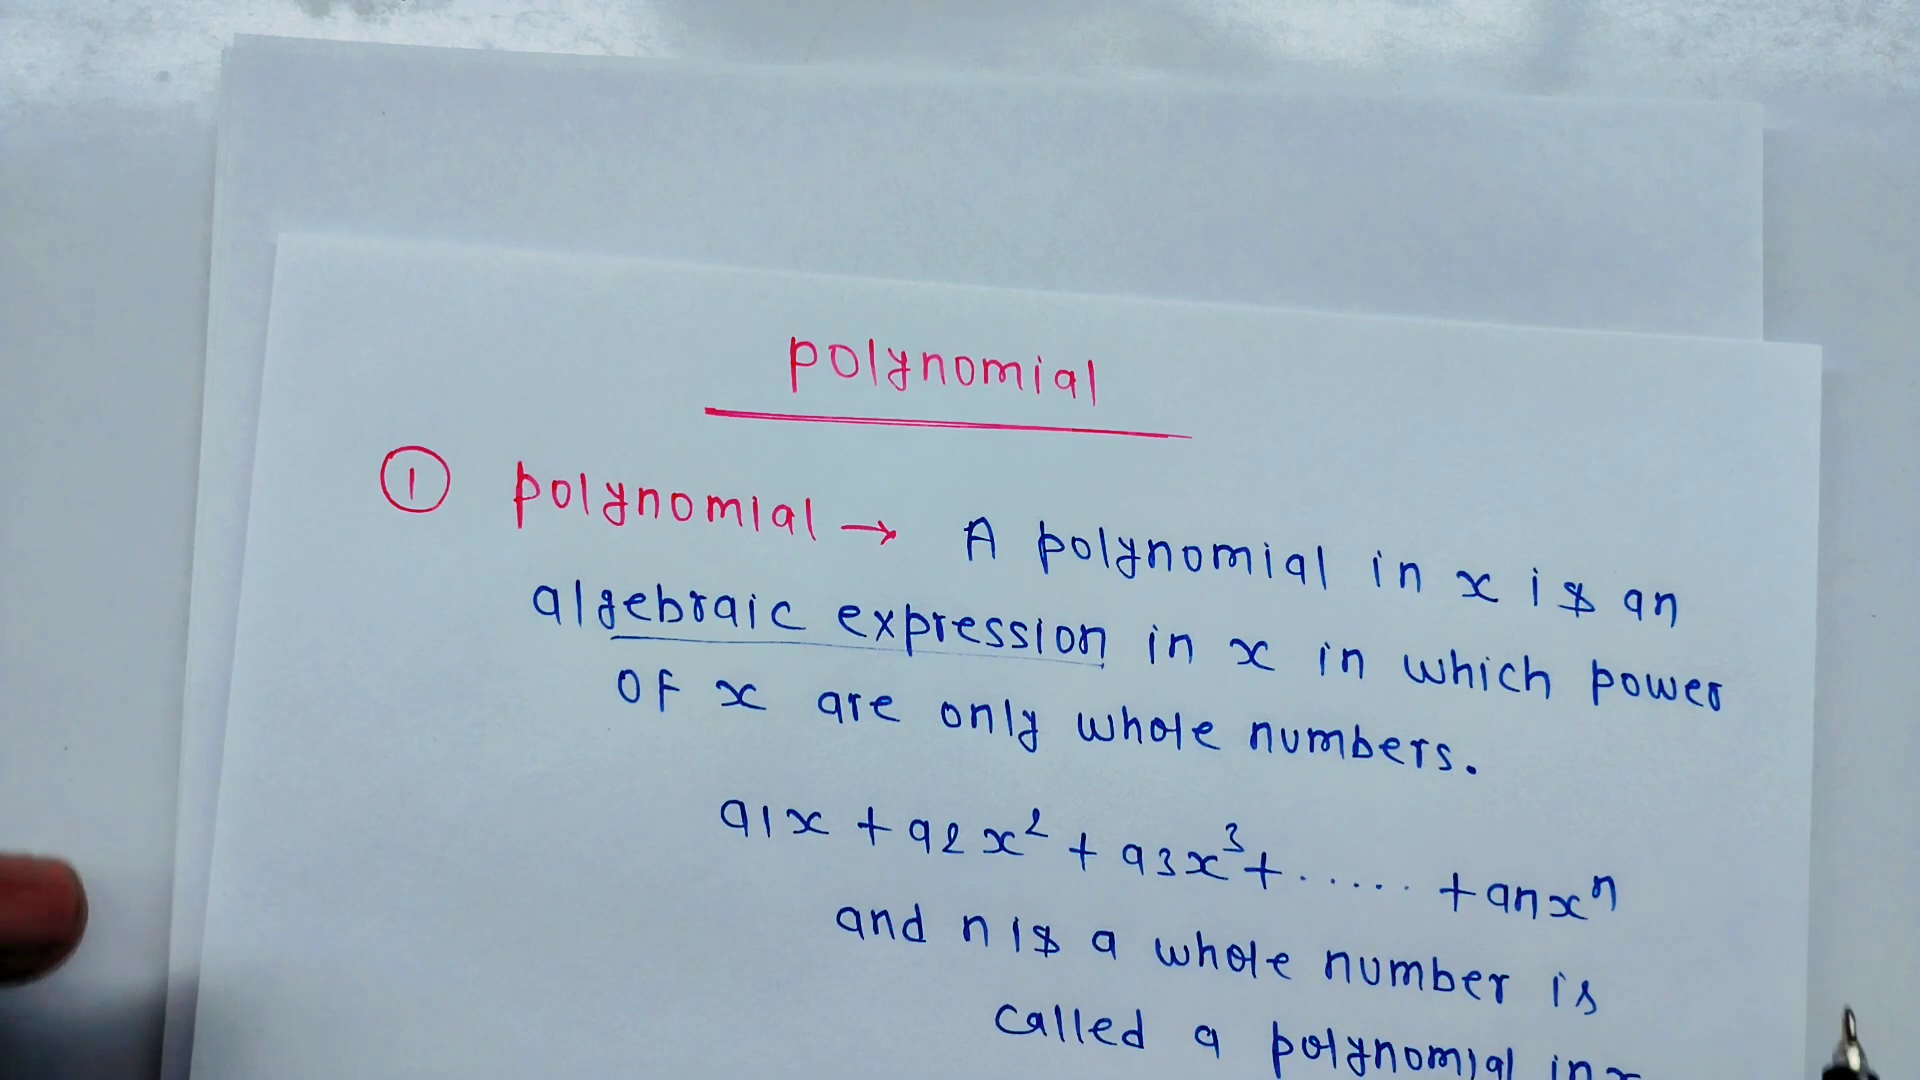 polynomial
① polynomial → A polynomial in x is an
algebraic expression in x in which power
of x are only whole numbers.
a1x + a2x² + a3x³ + ...... + anxⁿ
and n is a whole number is
called a polynomial in x